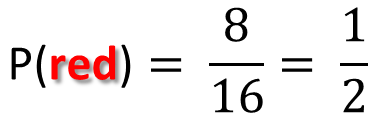 P(red) = 8/16 = 1/2